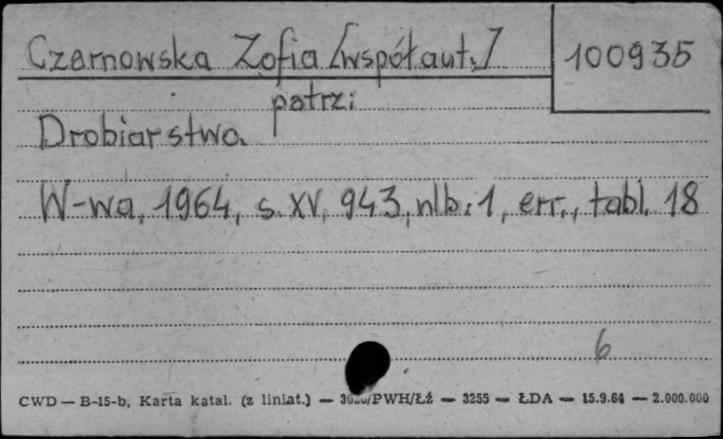 Czarnowska Zofia [współaut.]
100935
patrz:
Drobiarstwo.
W-wa, 1964, s. XV, 943, nlb. 1, err., tabl. 18
6
CWD — B-15-b, Karta katal. (z liniat.) — /PWH/Łź — 3255 — ŁDA — 15.9.64 — 2.000.000